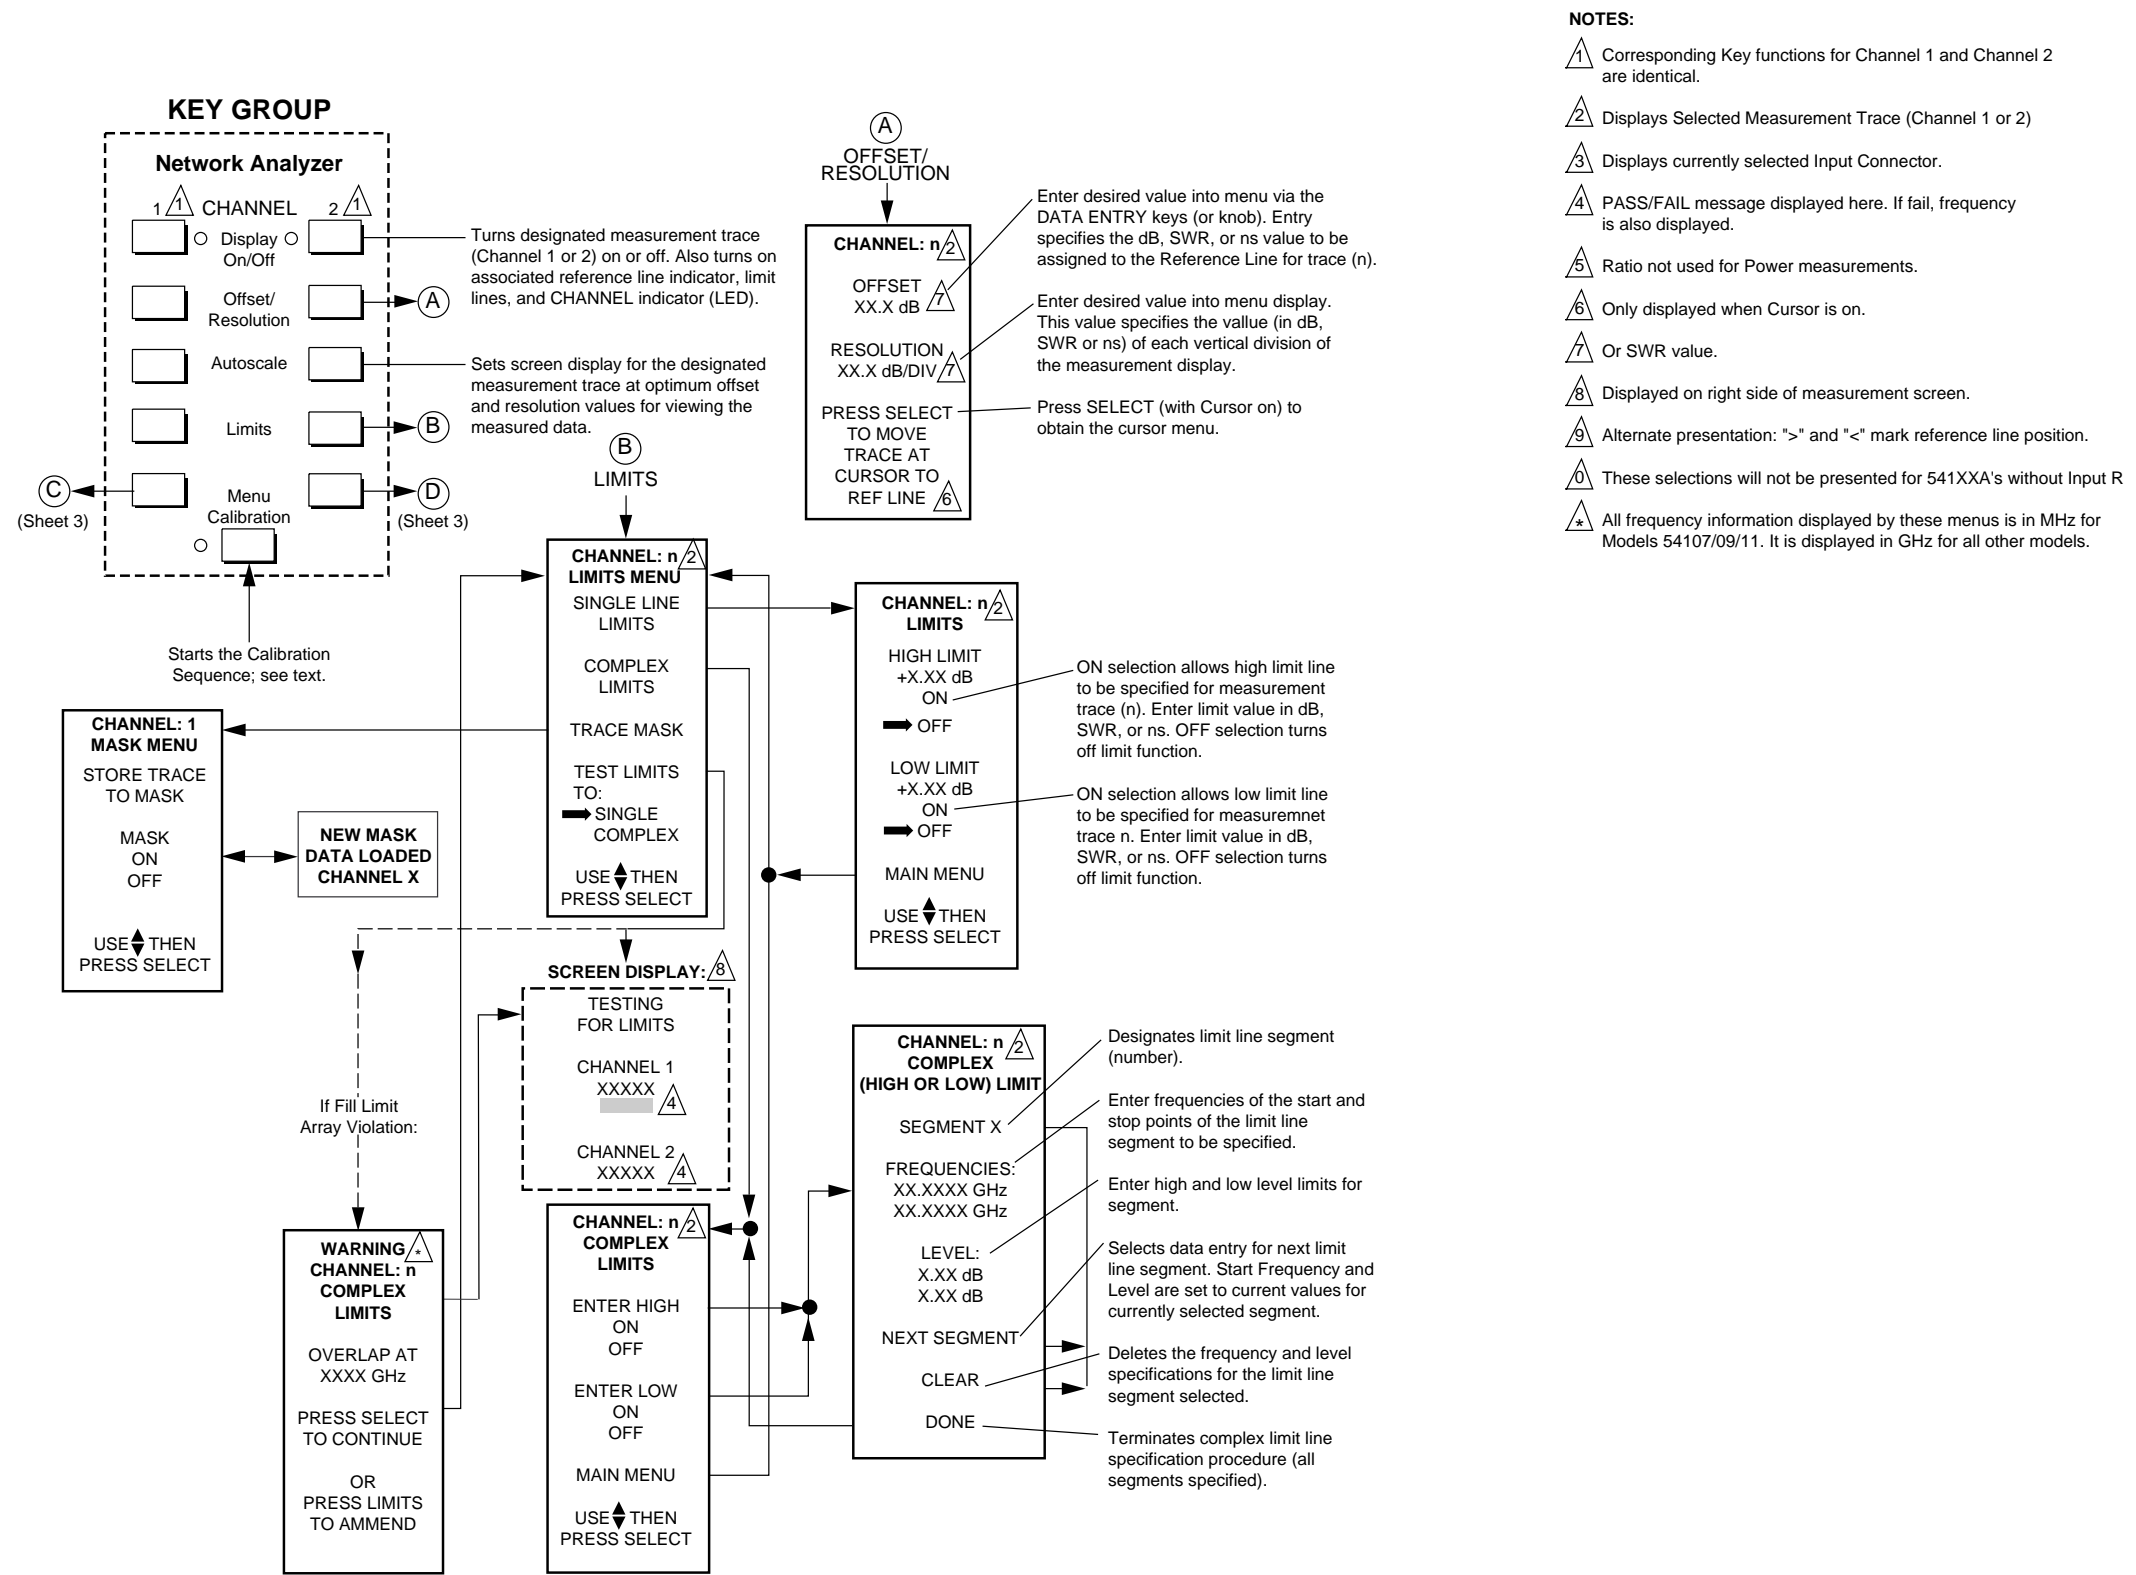 KEY GROUP
Network Analyzer
1 1 CHANNEL 2 1
Display
On/Off
Offset/
Resolution
Autoscale
Limits
Menu
Calibration
A
B
C
(Sheet 3)
D
(Sheet 3)
Turns designated measurement trace
(Channel 1 or 2) on or off. Also turns on
associated reference line indicator, limit
lines, and CHANNEL indicator (LED).
Sets screen display for the designated
measurement trace at optimum offset
and resolution values for viewing the
measured data.
Starts the Calibration
Sequence; see text.
A
OFFSET/
RESOLUTION
CHANNEL: n 2
OFFSET
XX.X dB 7
RESOLUTION
XX.X dB/DIV 7
PRESS SELECT
TO MOVE
TRACE AT
CURSOR TO
REF LINE 6
Enter desired value into menu via the
DATA ENTRY keys (or knob). Entry
specifies the dB, SWR, or ns value to be
assigned to the Reference Line for trace (n).
Enter desired value into menu display.
This value specifies the vallue (in dB,
SWR or ns) of each vertical division of
the measurement display.
Press SELECT (with Cursor on) to
obtain the cursor menu.
NOTES:
1 Corresponding Key functions for Channel 1 and Channel 2
are identical.
2 Displays Selected Measurement Trace (Channel 1 or 2)
3 Displays currently selected Input Connector.
4 PASS/FAIL message displayed here. If fail, frequency
is also displayed.
5 Ratio not used for Power measurements.
6 Only displayed when Cursor is on.
7 Or SWR value.
8 Displayed on right side of measurement screen.
9 Alternate presentation: ">" and "<" mark reference line position.
0 These selections will not be presented for 541XXA's without Input R
* All frequency information displayed by these menus is in MHz for
Models 54107/09/11. It is displayed in GHz for all other models.
B
LIMITS
CHANNEL: n 2
LIMITS MENU
SINGLE LINE
LIMITS
COMPLEX
LIMITS
TRACE MASK
TEST LIMITS
TO:
SINGLE
COMPLEX
USE THEN
PRESS SELECT
CHANNEL: 1
MASK MENU
STORE TRACE
TO MASK
MASK
ON
OFF
USE THEN
PRESS SELECT
NEW MASK
DATA LOADED
CHANNEL X
CHANNEL: n 2
LIMITS
HIGH LIMIT
+X.XX dB
ON
OFF
LOW LIMIT
+X.XX dB
ON
OFF
MAIN MENU
USE THEN
PRESS SELECT
ON selection allows high limit line
to be specified for measurement
trace (n). Enter limit value in dB,
SWR, or ns. OFF selection turns
off limit function.
ON selection allows low limit line
to be specified for measuremnet
trace n. Enter limit value in dB,
SWR, or ns. OFF selection turns
off limit function.
SCREEN DISPLAY: 8
TESTING
FOR LIMITS
CHANNEL 1
XXXXX
4
CHANNEL 2
XXXXX 4
If Fill Limit
Array Violation:
WARNING *
CHANNEL: n
COMPLEX
LIMITS
OVERLAP AT
XXXX GHz
PRESS SELECT
TO CONTINUE
OR
PRESS LIMITS
TO AMMEND
CHANNEL: n 2
COMPLEX
LIMITS
ENTER HIGH
ON
OFF
ENTER LOW
ON
OFF
MAIN MENU
USE THEN
PRESS SELECT
CHANNEL: n 2
COMPLEX
(HIGH OR LOW) LIMIT
SEGMENT X
FREQUENCIES:
XX.XXXX GHz
XX.XXXX GHz
LEVEL:
X.XX dB
X.XX dB
NEXT SEGMENT
CLEAR
DONE
Designates limit line segment
(number).
Enter frequencies of the start and
stop points of the limit line
segment to be specified.
Enter high and low level limits for
segment.
Selects data entry for next limit
line segment. Start Frequency and
Level are set to current values for
currently selected segment.
Deletes the frequency and level
specifications for the limit line
segment selected.
Terminates complex limit line
specification procedure (all
segments specified).